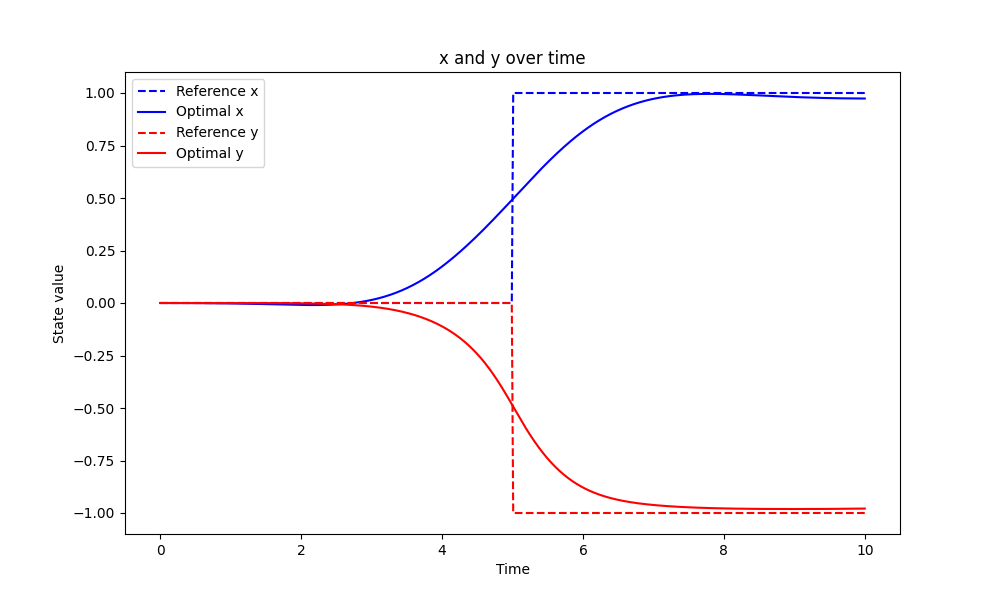 x and y over time
Reference x
Optimal x
Reference y
Optimal y
State value
1.00
0.75
0.50
0.25
0.00
−0.25
−0.50
−0.75
−1.00
0 2 4 6 8 10
Time